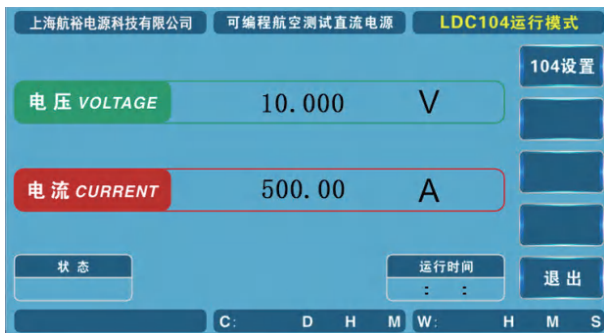 上海航裕电源科技有限公司 可编程航空测试直流电源 LDC104运行模式
104设置
电压 VOLTAGE 10.000 V
电流 CURRENT 500.00 A
状态 运行时间
: :
退出
C: D H M W: H M S